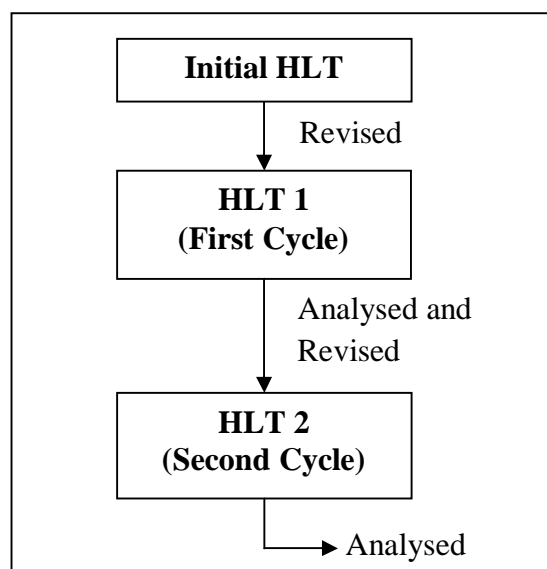 Initial HLT
Revised
HLT 1
(First Cycle)
Analysed and
Revised
HLT 2
(Second Cycle)
Analysed